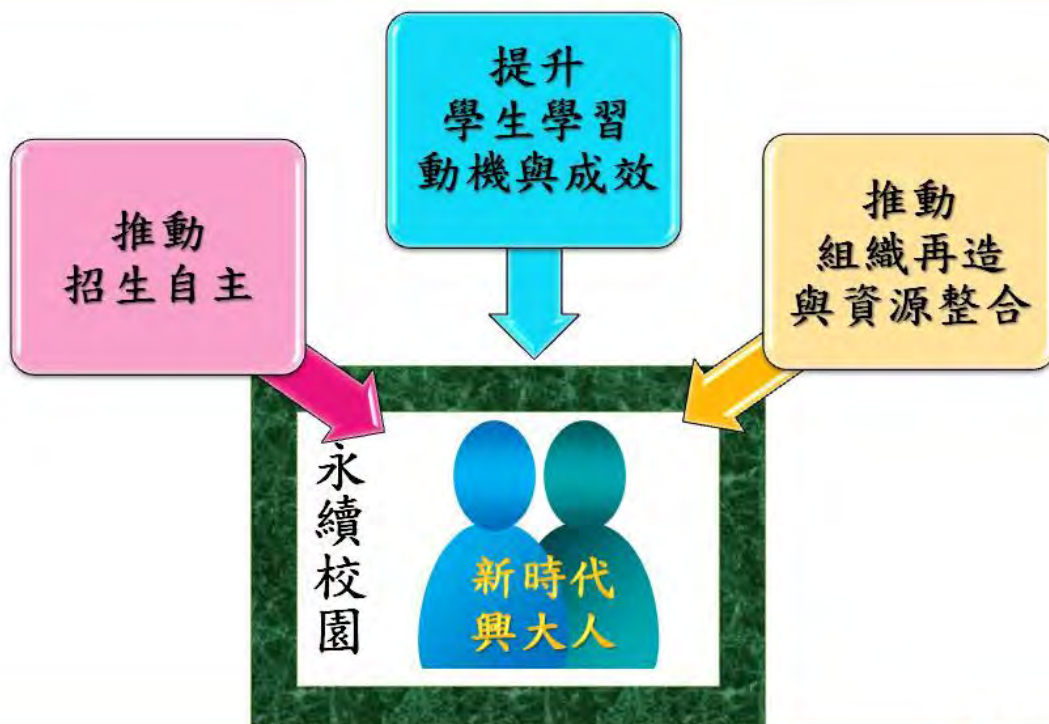 提升
學生學習
動機與成效
推動
招生自主
推動
組織再造
與資源整合
永續校園
新時代
興大人